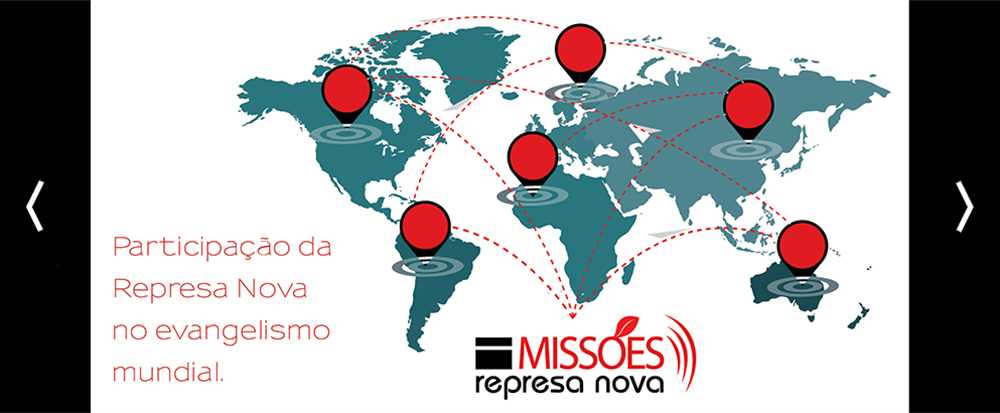 Participação da
Represa Nova
no evangelismo
mundial.
MISSÕES
represa nova